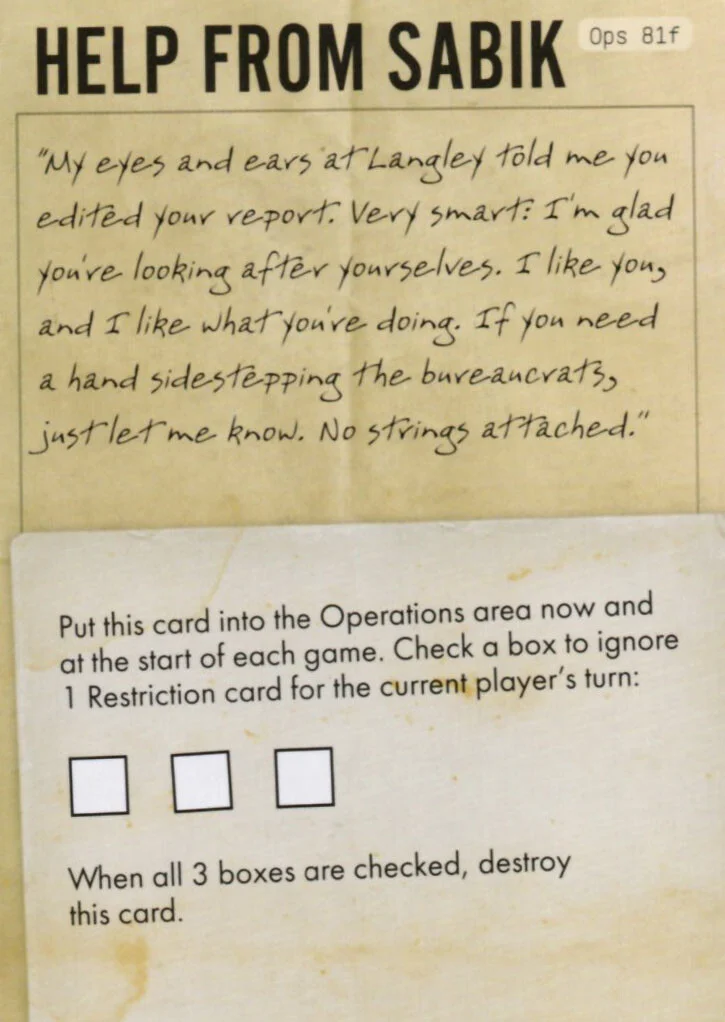 HELP FROM SABIK
Ops 81f
"My eyes and ears at Langley told me you
edited your report. Very smart: I'm glad
you're looking after yourselves. I like you,
and I like what you're doing. If you need
a hand sidestepping the bureaucrats,
just let me know. No strings attached."
Put this card into the Operations area now and
at the start of each game. Check a box to ignore
1 Restriction card for the current player's turn:
When all 3 boxes are checked, destroy
this card.